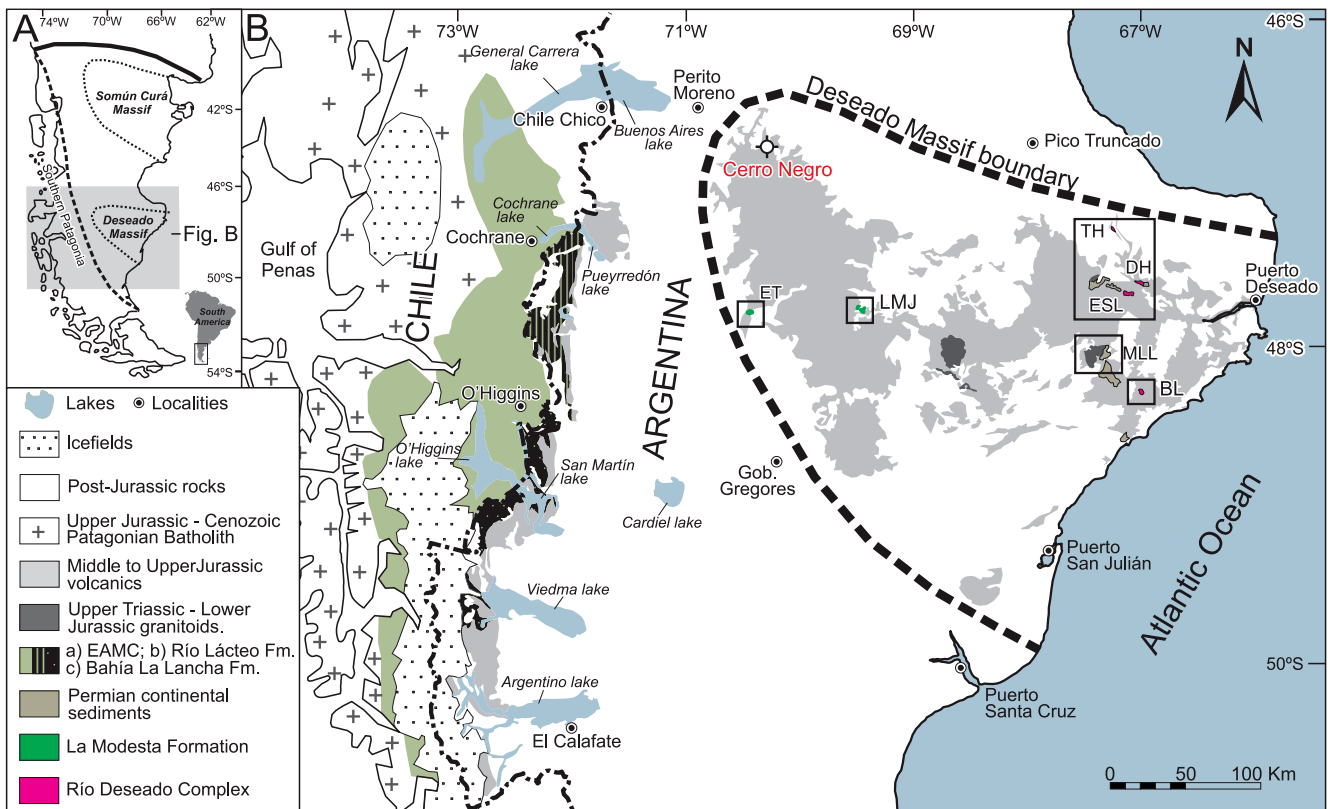 A
74ºW
70ºW
62ºW
Somún Curá
Massif
42ºS
46ºS
Southern Patagonia
Deseado
Massif
Fig. B
50ºS
South
America
54ºS
Lakes
Localities
Icefields
Post-Jurassic rocks
Upper Jurassic - Cenozoic
Patagonian Batholith
Middle to UpperJurassic
volcanics
Upper Triassic - Lower
Jurassic granitoids.
a) EAMC; b) Río Lácteo Fm.
c) Bahía La Lancha Fm.
Permian continental
sediments
La Modesta Formation
Río Deseado Complex
B
73ºW
71ºW
69ºW
67ºW
46ºS
N
General Carrera
lake
Perito
Moreno
Chile Chico
Buenos Aires
lake
Deseado Massif boundary
Pico Truncado
Cerro Negro
Cochrane
lake
Cochrane
Gulf of
Penas
Pueyrredón
lake
CHILE
ARGENTINA
TH
DH
ESL
Puerto
Deseado
ET
LMJ
48ºS
MLL
BL
O'Higgins
O'Higgins
lake
San Martín
lake
Gob.
Gregores
Cardiel lake
Puerto
San Julián
Atlantic Ocean
Viedma lake
50ºS
Argentino lake
Puerto
Santa Cruz
El Calafate
0 50 100 Km